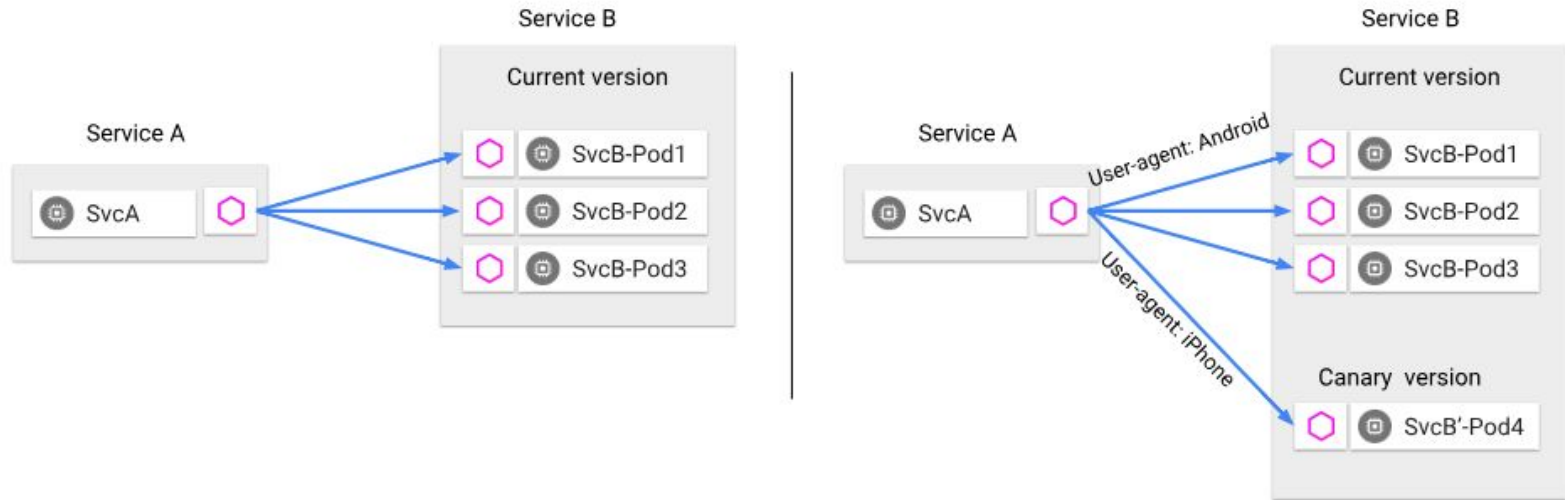 Service B
Current version
Service A
SvcA
SvcB-Pod1
SvcB-Pod2
SvcB-Pod3
Service B
Current version
Service A
SvcA
User-agent: Android
User-agent: iPhone
SvcB-Pod1
SvcB-Pod2
SvcB-Pod3
Canary version
SvcB’-Pod4